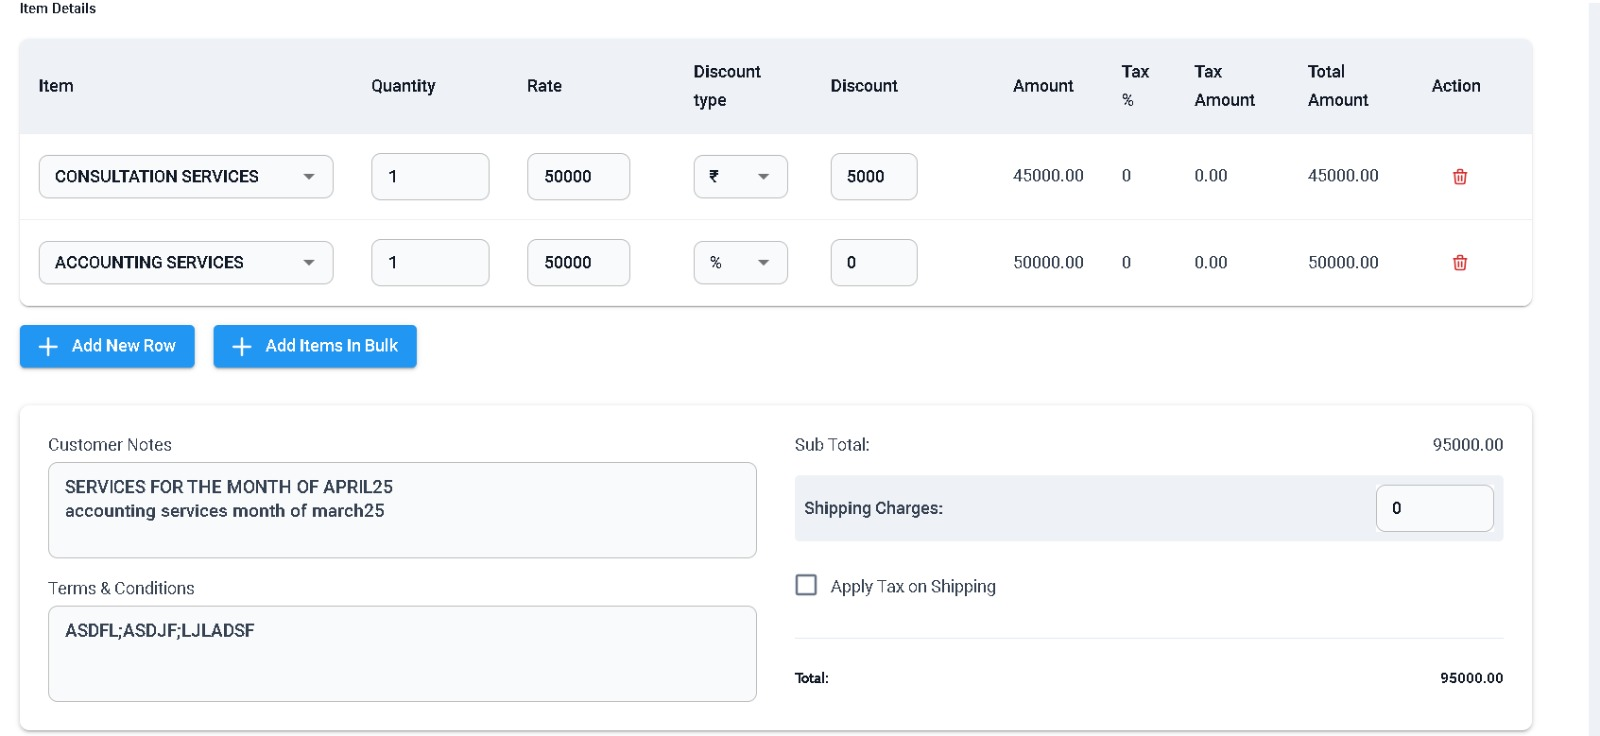 Item Details
Item Quantity Rate Discount type Discount Amount Tax % Tax Amount Total Amount Action
CONSULTATION SERVICES 1 50000 ₹ 5000 45000.00 0 0.00 45000.00
ACCOUNTING SERVICES 1 50000 % 0 50000.00 0 0.00 50000.00
Add New Row Add Items In Bulk
Customer Notes
SERVICES FOR THE MONTH OF APRIL25
accounting services month of march25
Terms & Conditions
ASDFL;ASDJF;LJLADSF
Sub Total: 95000.00
Shipping Charges: 0
Apply Tax on Shipping
Total: 95000.00